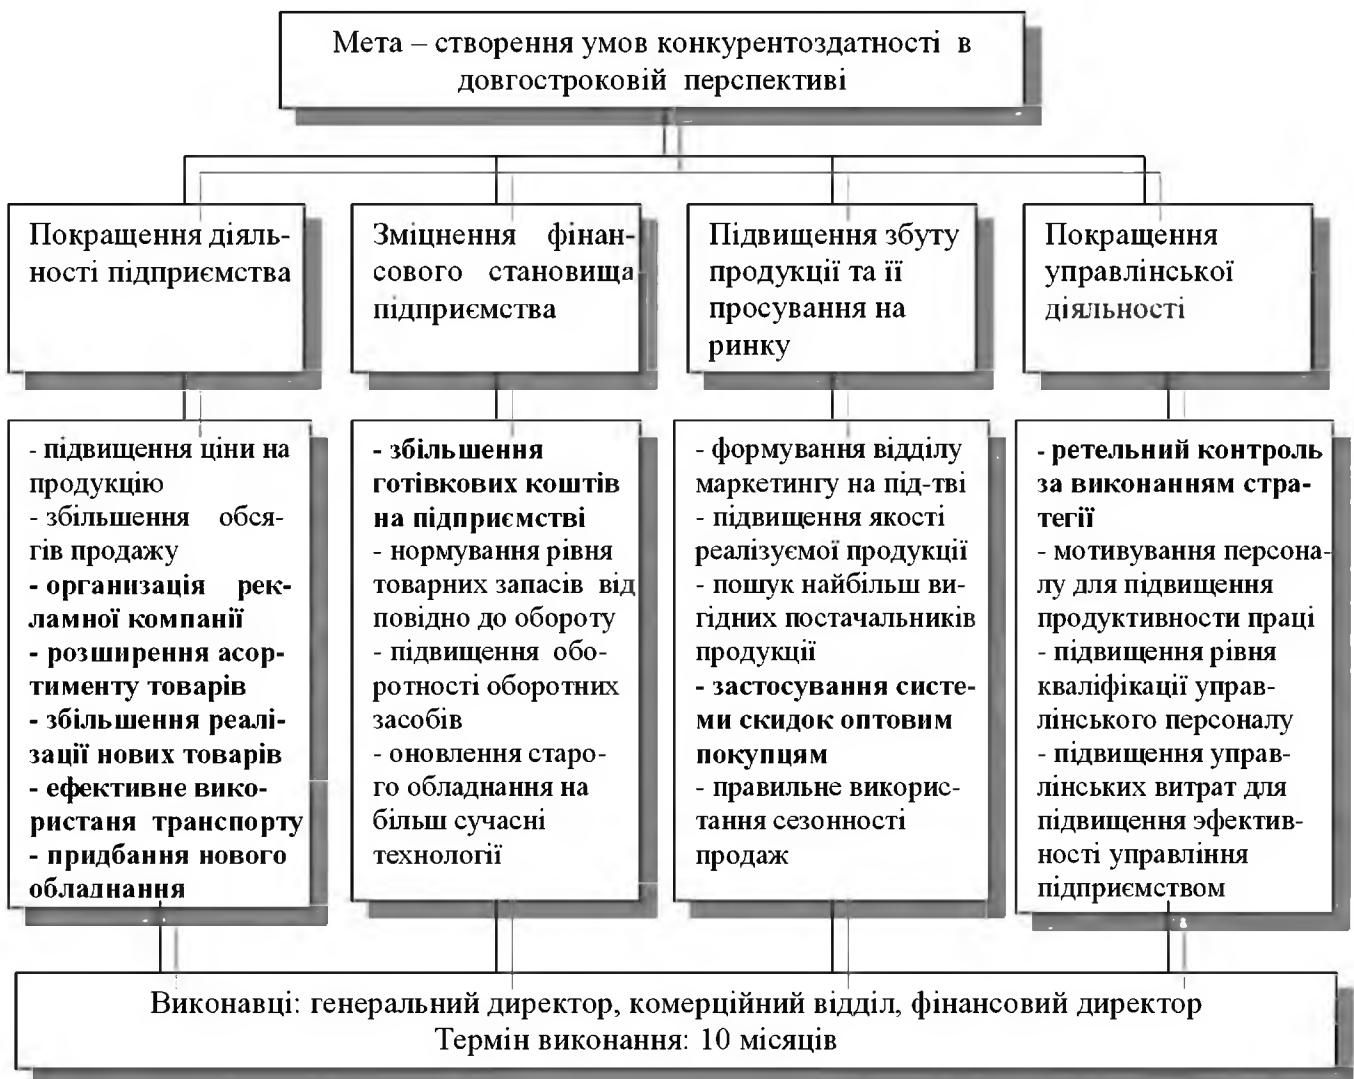 Мета – створення умов конкурентоздатності в
довгостроковій перспективі
Покращення діяль-
ності підприємства
Зміцнення фінан-
сового становища
підприємства
Підвищення збуту
продукції та її
просування на
ринку
Покращення
управлінської
діяльності
- підвищення ціни на
продукцію
- збільшення обся-
гів продажу
- организація рек-
ламної компанії
- розширення асор-
тименту товарів
- збільшення реалі-
зації нових товарів
- ефективне вико-
ристаня транспорту
- придбання нового
обладнання
- збільшення
готівкових коштів
на підприємстві
- нормування рівня
товарних запасів від
повідно до обороту
- підвищення обо-
ротності оборотних
засобів
- оновлення старо-
го обладнання на
більш сучасні
технології
- формування відділу
маркетингу на під-тві
- підвищення якості
реалізуємої продукції
- пошук найбільш ви-
гідних постачальників
продукції
- застосування систе-
ми скидок оптовим
покупцям
- правильне викорис-
тання сезонності
продаж
- ретельний контроль
за виконанням стра-
тегії
- мотивування персона-
лу для підвищення
продуктивности праці
- підвищення рівня
кваліфікації управ-
лінського персоналу
- підвищення управ-
лінських витрат для
підвищення эфектив-
ності управління
підприємством
Виконавці: генеральний директор, комерційний відділ, фінансовий директор
Термін виконання: 10 місяців